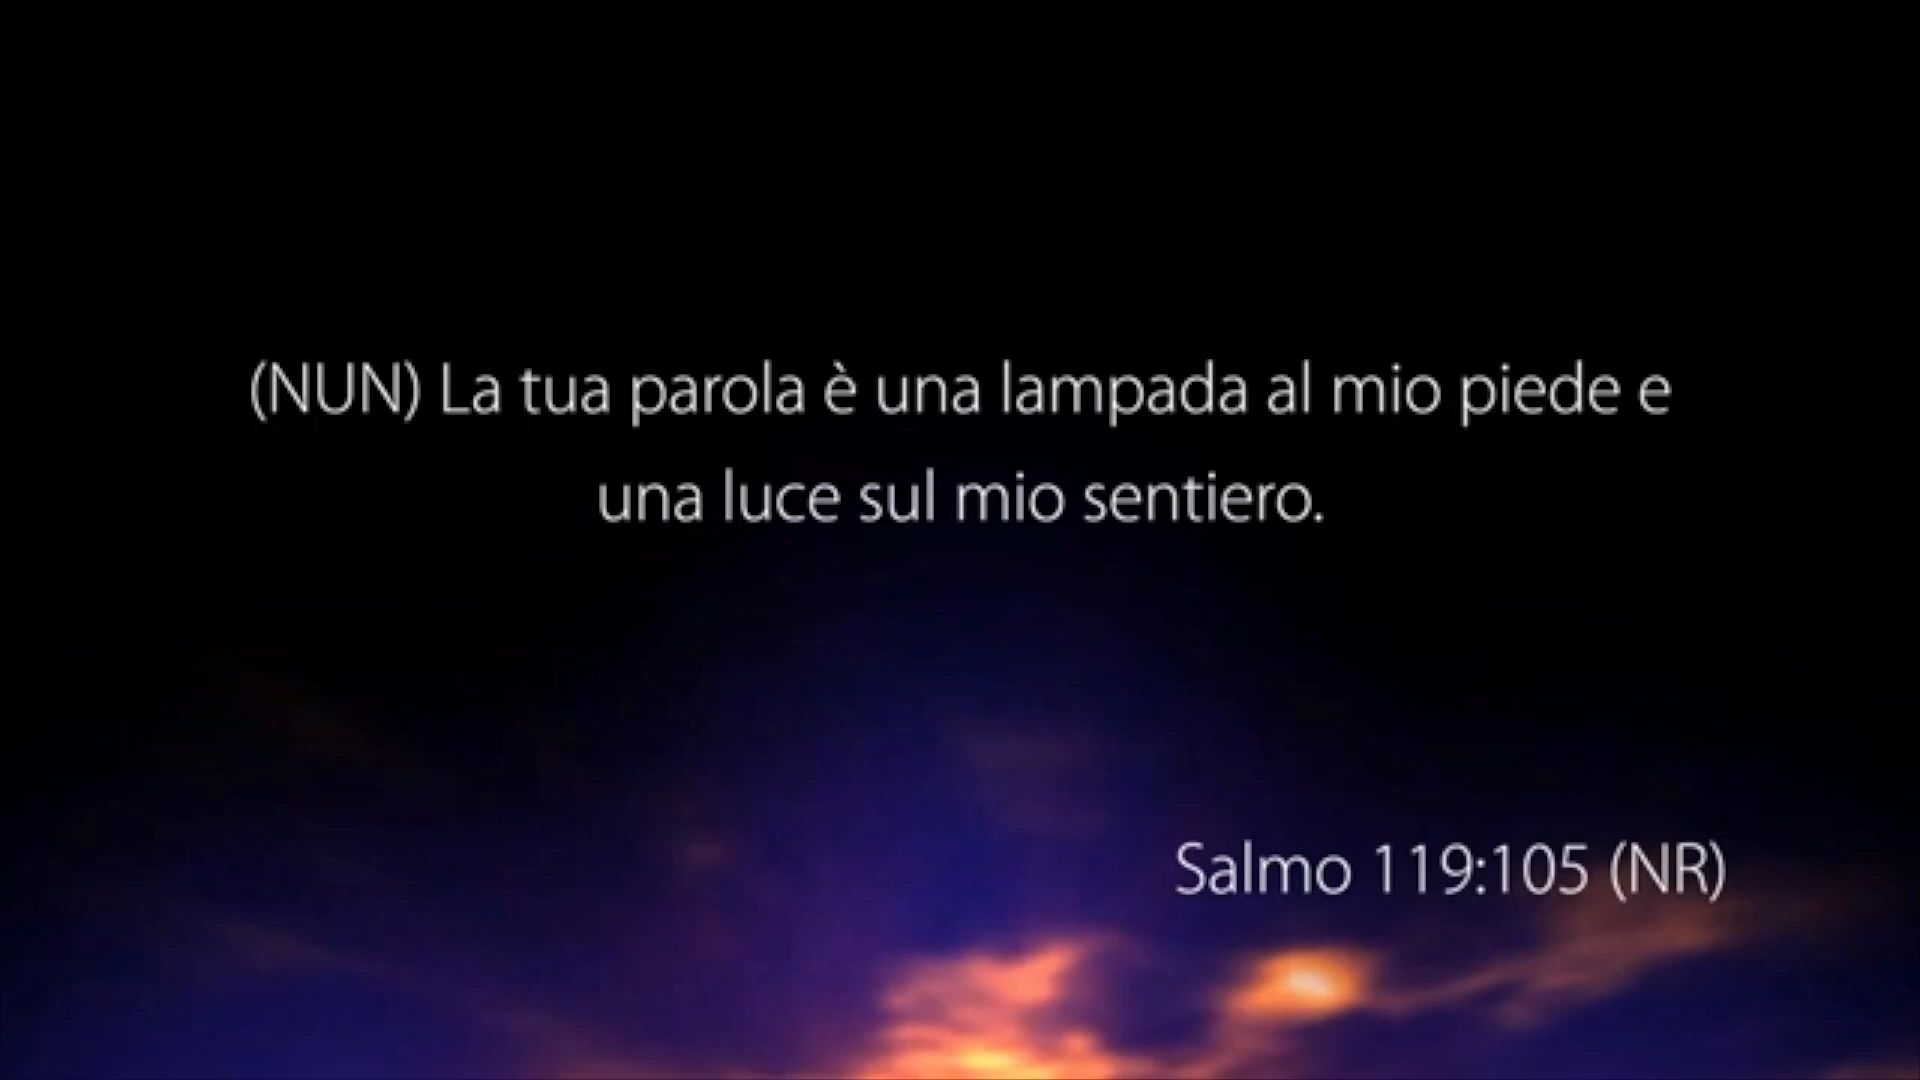 (NUN) La tua parola è una lampada al mio piede e
una luce sul mio sentiero.
Salmo 119:105 (NR)